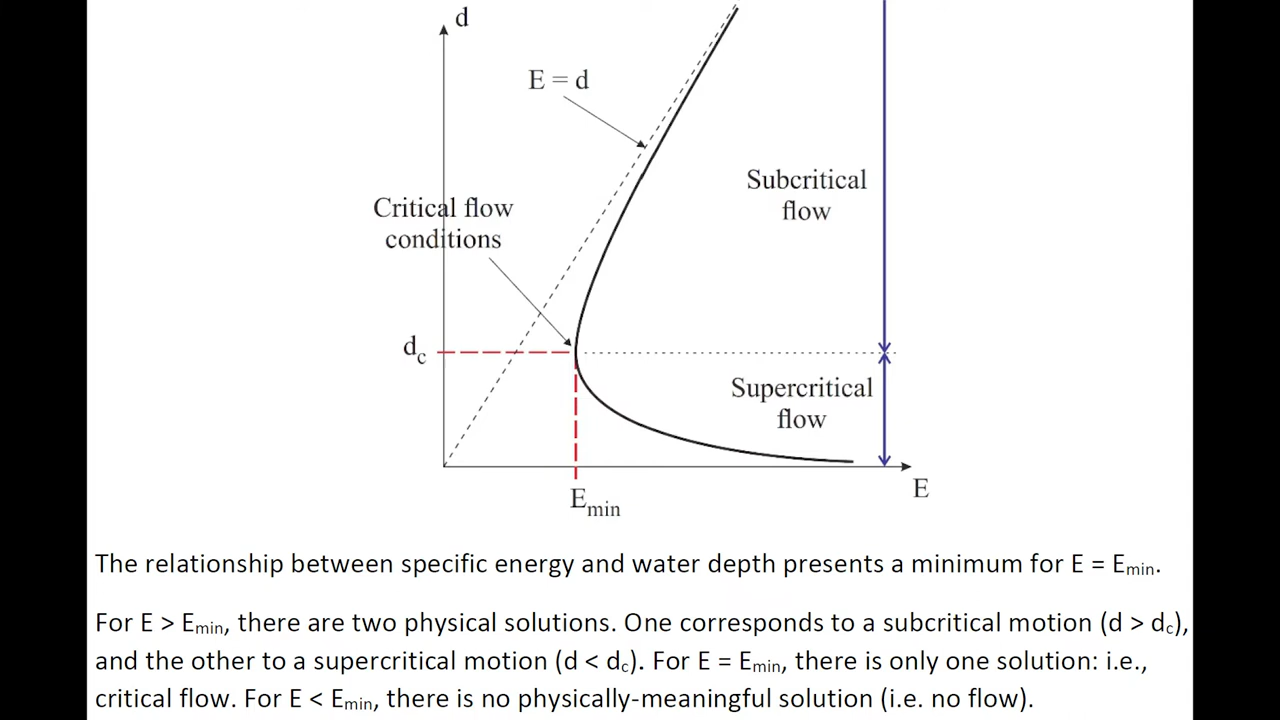 d
E = d
Subcritical
flow
Critical flow
conditions
dc
Supercritical
flow
E
Emin
The relationship between specific energy and water depth presents a minimum for E = Emin.
For E > Emin, there are two physical solutions. One corresponds to a subcritical motion (d > dc),
and the other to a supercritical motion (d < dc). For E = Emin, there is only one solution: i.e.,
critical flow. For E < Emin, there is no physically-meaningful solution (i.e. no flow).